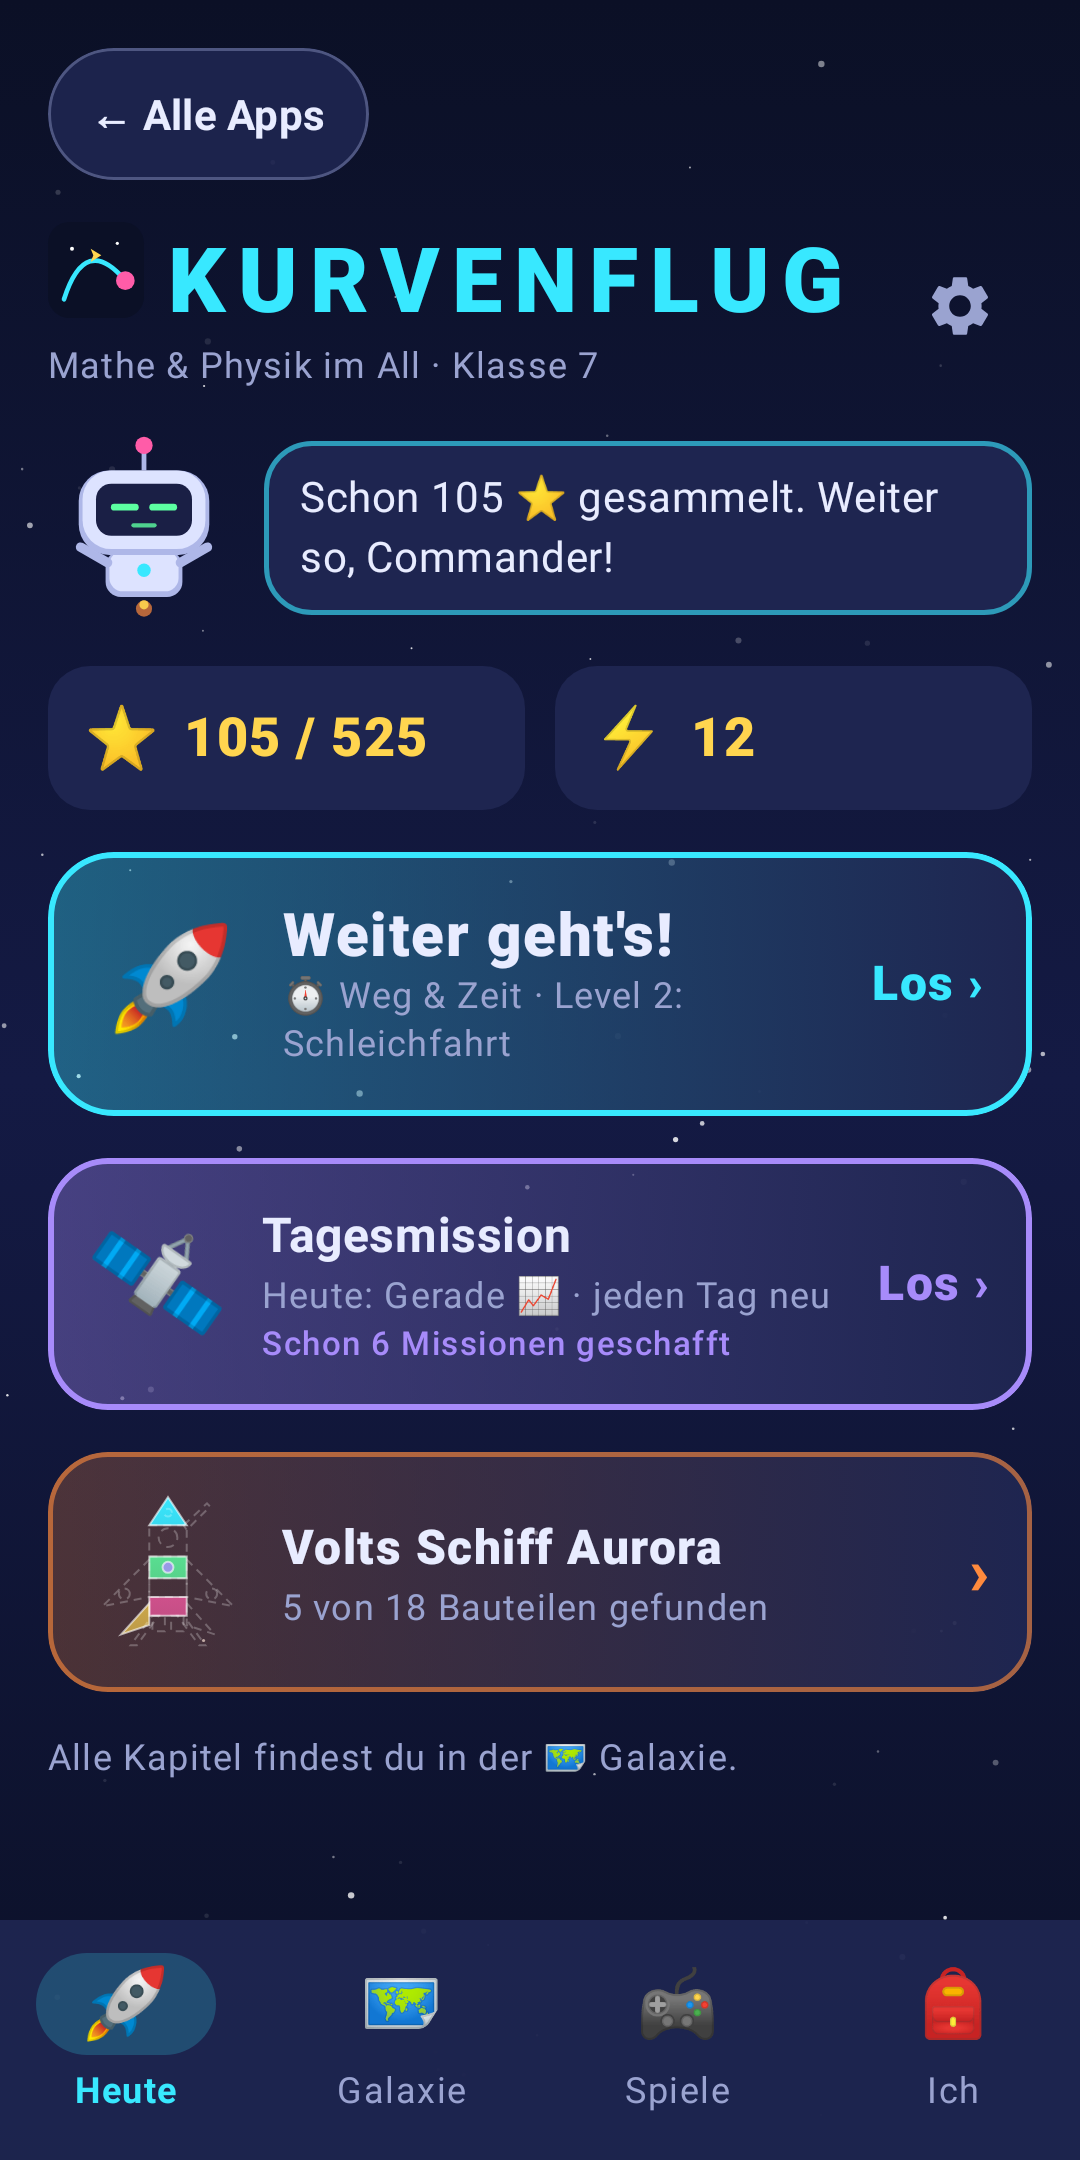 ← Alle Apps
KURVENFLUG
Mathe & Physik im All · Klasse 7
Schon 105 ⭐ gesammelt. Weiter
so, Commander!
⭐ 105 / 525
⚡ 12
Weiter geht's!
⏱️ Weg & Zeit · Level 2:
Schleichfahrt
Los ›
Tagesmission
Heute: Gerade 📈 · jeden Tag neu
Schon 6 Missionen geschafft
Los ›
Volts Schiff Aurora
5 von 18 Bauteilen gefunden
›
Alle Kapitel findest du in der 🗺️ Galaxie.
Heute
Galaxie
Spiele
Ich